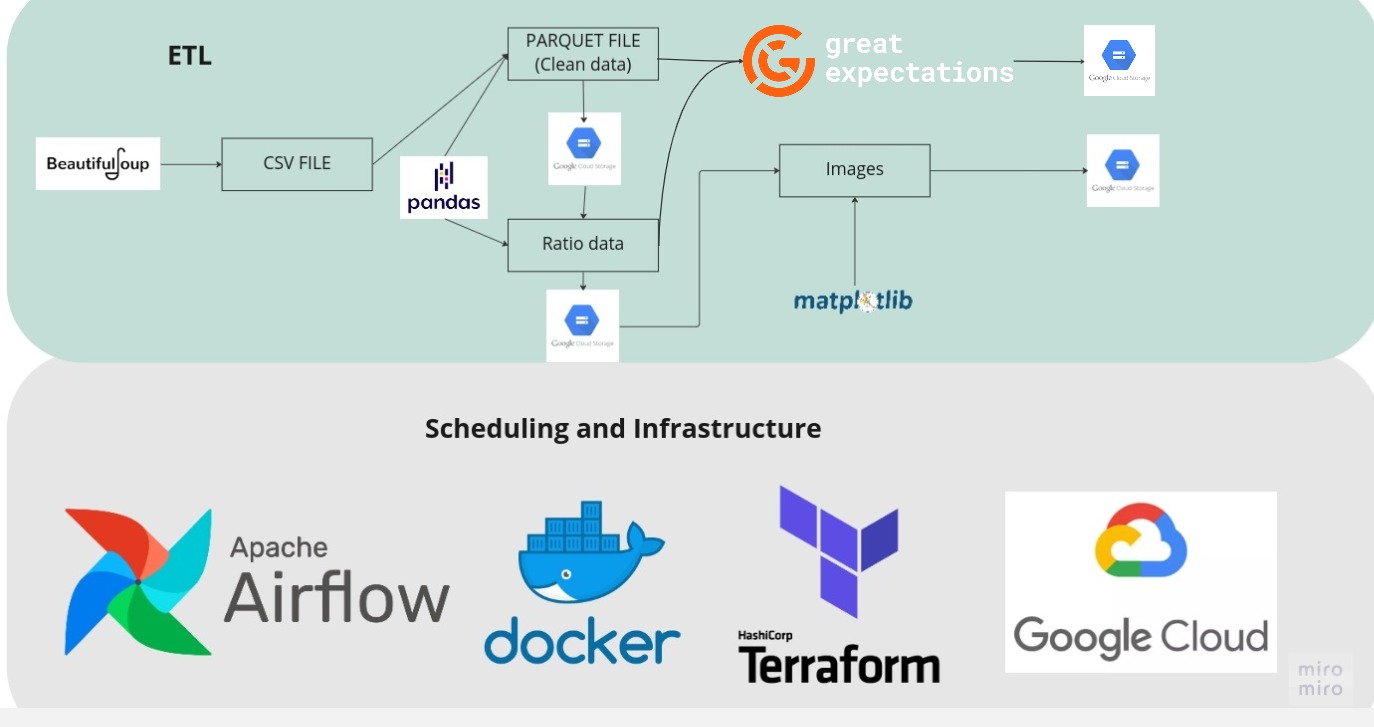 ETL
PARQUET FILE
(Clean data)
great
expectations
Google Cloud Storage
BeautifulSoup
CSV FILE
Google Cloud Storage
Images
Google Cloud Storage
pandas
Ratio data
matplotlib
Google Cloud Storage
Scheduling and Infrastructure
Apache
Airflow
docker
HashiCorp
Terraform
Google Cloud
miro
miro